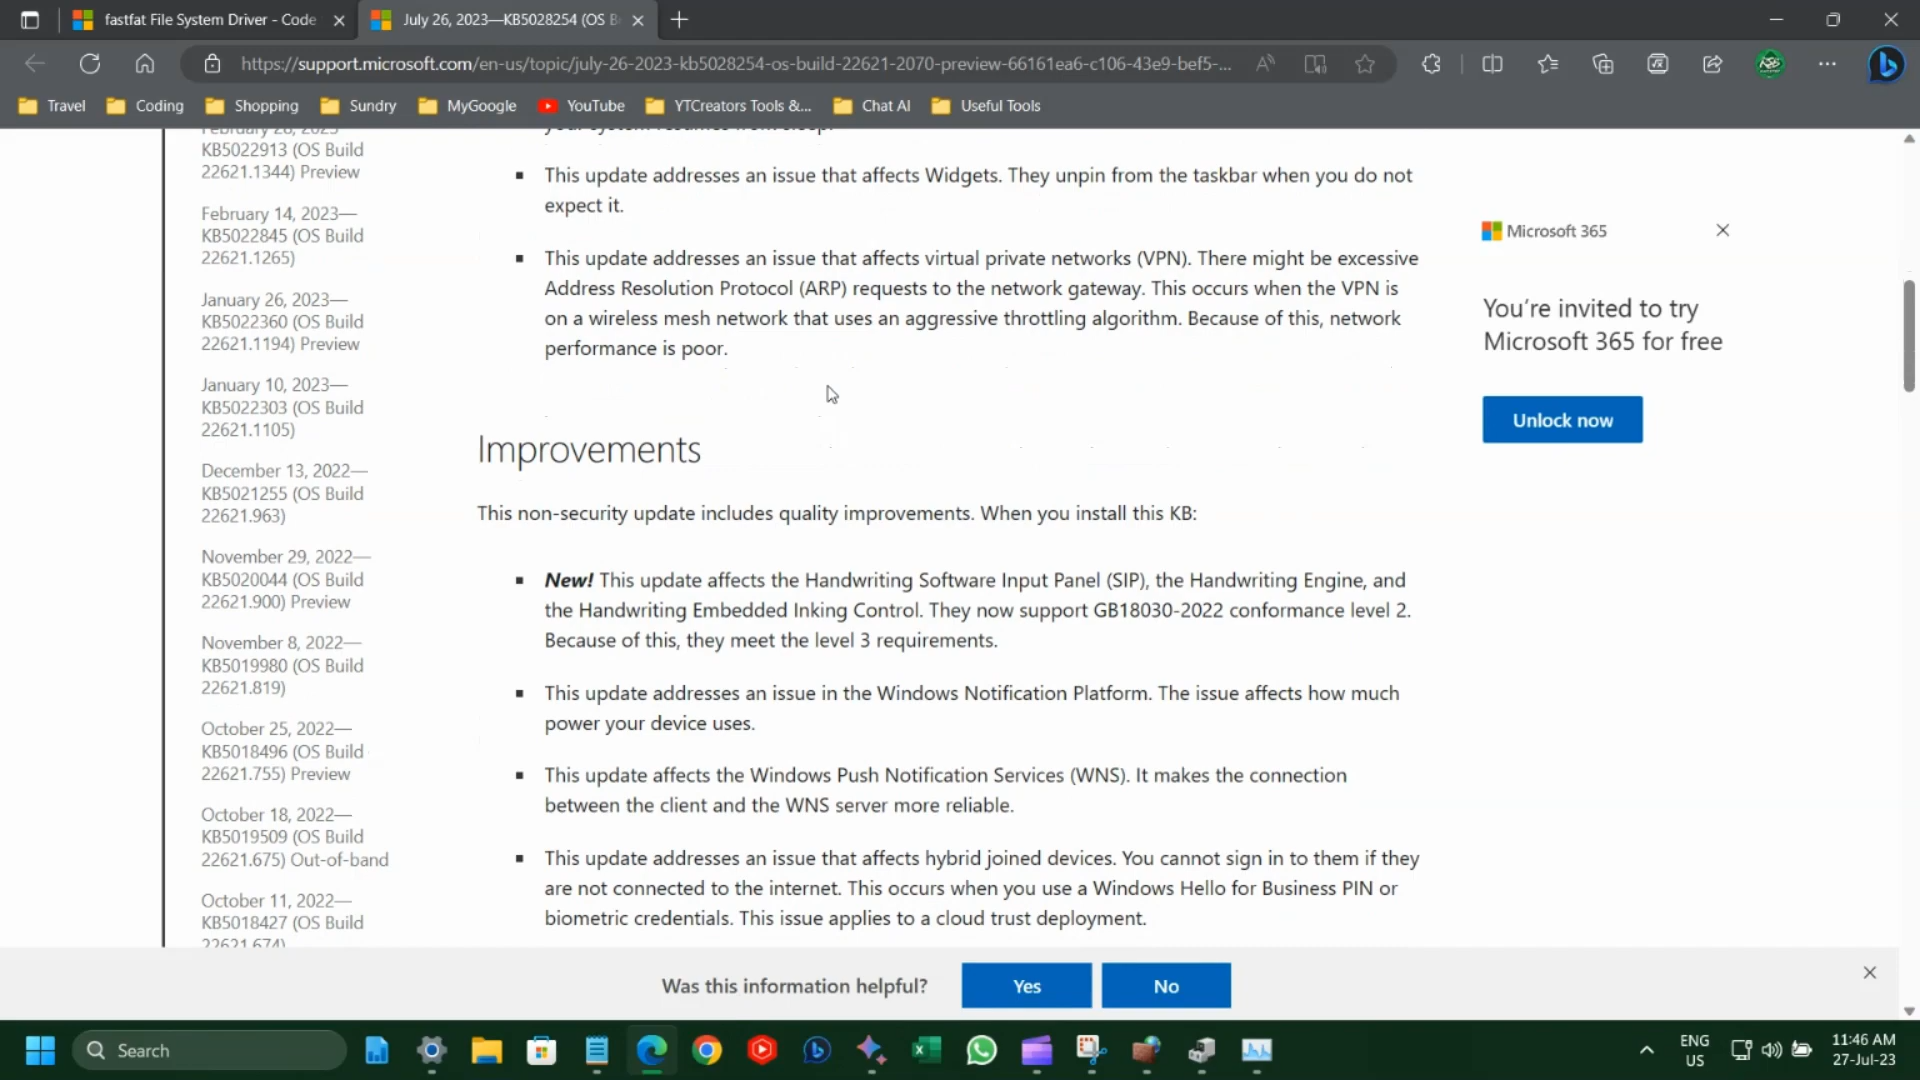 fastfat File System Driver - Code
July 26, 2023—KB5028254 (OS B
https://support.microsoft.com/en-us/topic/july-26-2023-kb5028254-os-build-22621-2070-preview-66161ea6-c106-43e9-bef5-...
Travel
Coding
Shopping
Sundry
MyGoogle
YouTube
YTCreators Tools &...
Chat AI
Useful Tools
February 28, 2023
KB5022913 (OS Build
22621.1344) Preview
February 14, 2023—
KB5022845 (OS Build
22621.1265)
January 26, 2023—
KB5022360 (OS Build
22621.1194) Preview
January 10, 2023—
KB5022303 (OS Build
22621.1105)
December 13, 2022—
KB5021255 (OS Build
22621.963)
November 29, 2022—
KB5020044 (OS Build
22621.900) Preview
November 8, 2022—
KB5019980 (OS Build
22621.819)
October 25, 2022—
KB5018496 (OS Build
22621.755) Preview
October 18, 2022—
KB5019509 (OS Build
22621.675) Out-of-band
October 11, 2022—
KB5018427 (OS Build
22621.674)
your system resumes from sleep.
This update addresses an issue that affects Widgets. They unpin from the taskbar when you do not
expect it.
This update addresses an issue that affects virtual private networks (VPN). There might be excessive
Address Resolution Protocol (ARP) requests to the network gateway. This occurs when the VPN is
on a wireless mesh network that uses an aggressive throttling algorithm. Because of this, network
performance is poor.
Improvements
This non-security update includes quality improvements. When you install this KB:
New! This update affects the Handwriting Software Input Panel (SIP), the Handwriting Engine, and
the Handwriting Embedded Inking Control. They now support GB18030-2022 conformance level 2.
Because of this, they meet the level 3 requirements.
This update addresses an issue in the Windows Notification Platform. The issue affects how much
power your device uses.
This update affects the Windows Push Notification Services (WNS). It makes the connection
between the client and the WNS server more reliable.
This update addresses an issue that affects hybrid joined devices. You cannot sign in to them if they
are not connected to the internet. This occurs when you use a Windows Hello for Business PIN or
biometric credentials. This issue applies to a cloud trust deployment.
Microsoft 365
You're invited to try
Microsoft 365 for free
Unlock now
Was this information helpful?
Yes
No
Search
ENG
US
11:46 AM
27-Jul-23